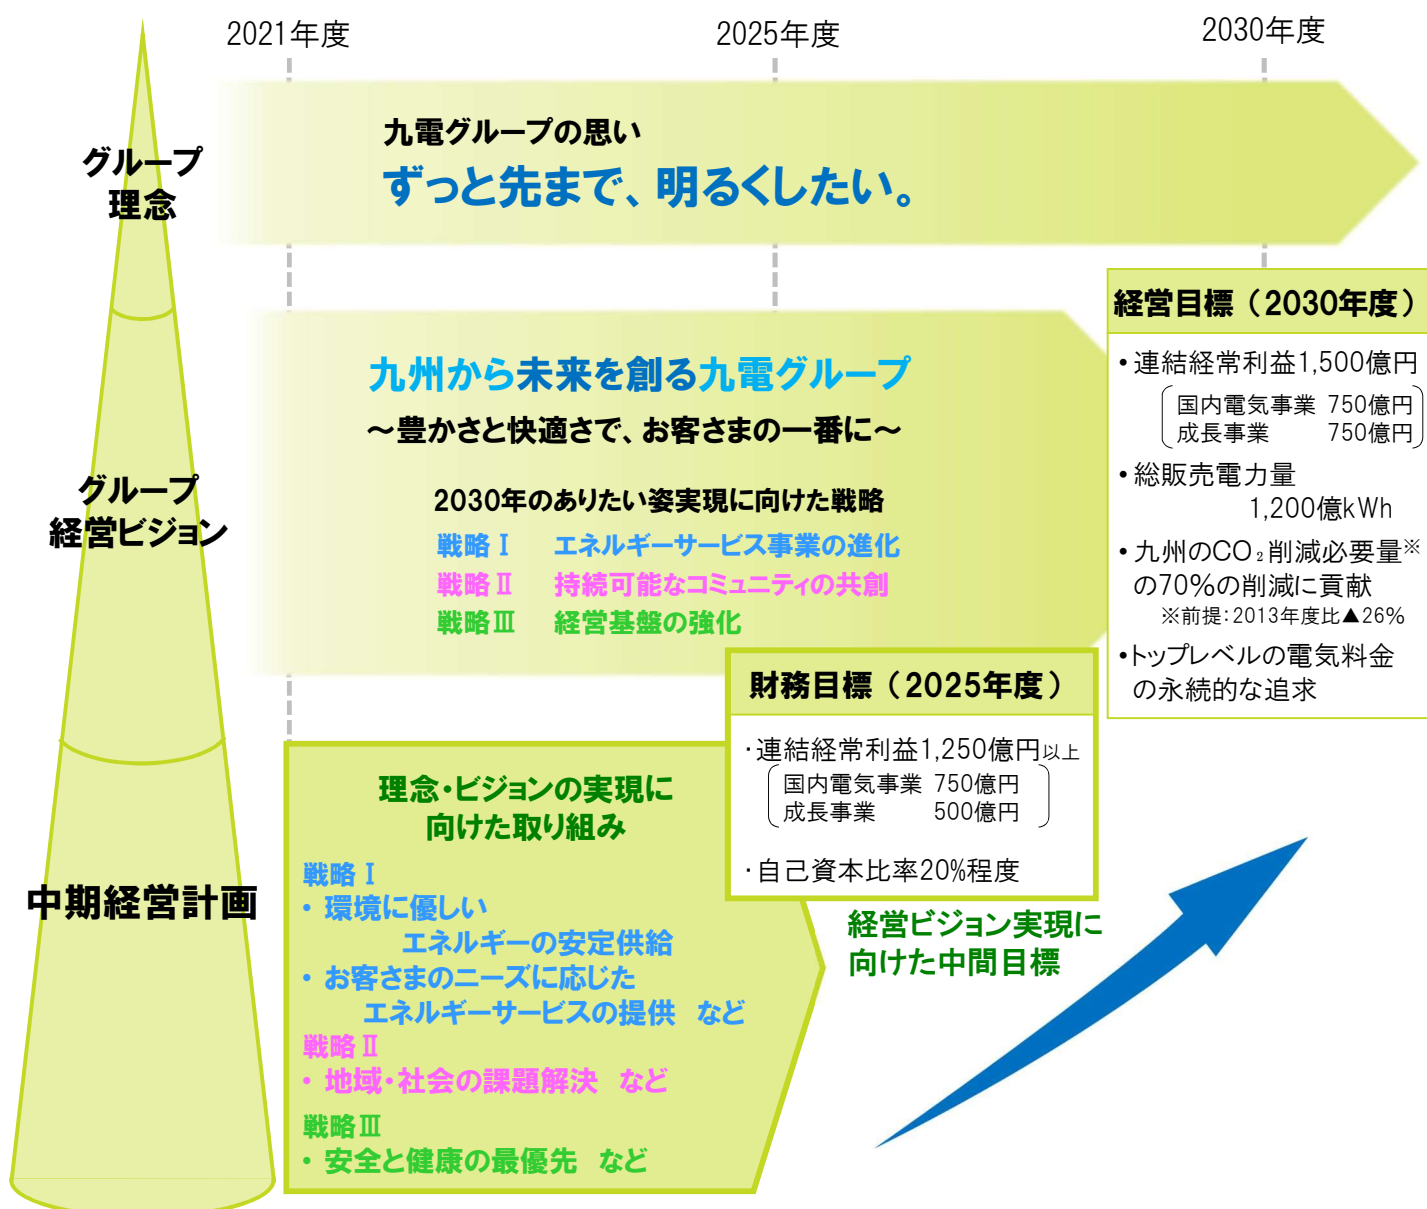 2021年度
2025年度
2030年度
グループ
理念
九電グループの思い
ずっと先まで、明るくしたい。
グループ
経営ビジョン
九州から未来を創る九電グループ
～豊かさと快適さで、お客さまの一番に～
2030年のありたい姿実現に向けた戦略
戦略Ⅰ　エネルギーサービス事業の進化
戦略Ⅱ　持続可能なコミュニティの共創
戦略Ⅲ　経営基盤の強化
経営目標（2030年度）
・連結経常利益1,500億円
国内電気事業 750億円
成長事業 750億円
・総販売電力量
1,200億kWh
・九州のCO₂削減必要量※
の70%の削減に貢献
※前提：2013年度比▲26%
・トップレベルの電気料金
の永続的な追求
中期経営計画
理念・ビジョンの実現に
向けた取り組み
戦略Ⅰ
・環境に優しい
エネルギーの安定供給
・お客さまのニーズに応じた
エネルギーサービスの提供　など
戦略Ⅱ
・地域・社会の課題解決　など
戦略Ⅲ
・安全と健康の最優先　など
財務目標（2025年度）
・連結経常利益1,250億円以上
国内電気事業 750億円
成長事業 500億円
・自己資本比率20%程度
経営ビジョン実現に
向けた中間目標